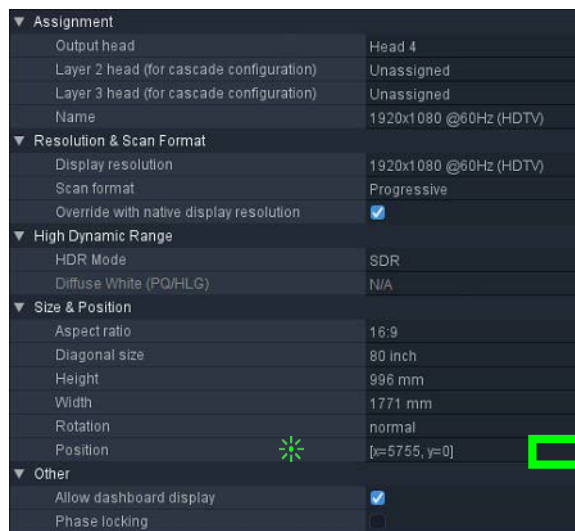 Assignment
Output head Head 4
Layer 2 head (for cascade configuration) Unassigned
Layer 3 head (for cascade configuration) Unassigned
Name 1920x1080 @60Hz (HDTV)
Resolution & Scan Format
Display resolution 1920x1080 @60Hz (HDTV)
Scan format Progressive
Override with native display resolution
High Dynamic Range
HDR Mode SDR
Diffuse White (PQ/HLG) N/A
Size & Position
Aspect ratio 16:9
Diagonal size 80 inch
Height 996 mm
Width 1771 mm
Rotation normal
Position [x=5755, y=0]
Other
Allow dashboard display
Phase locking